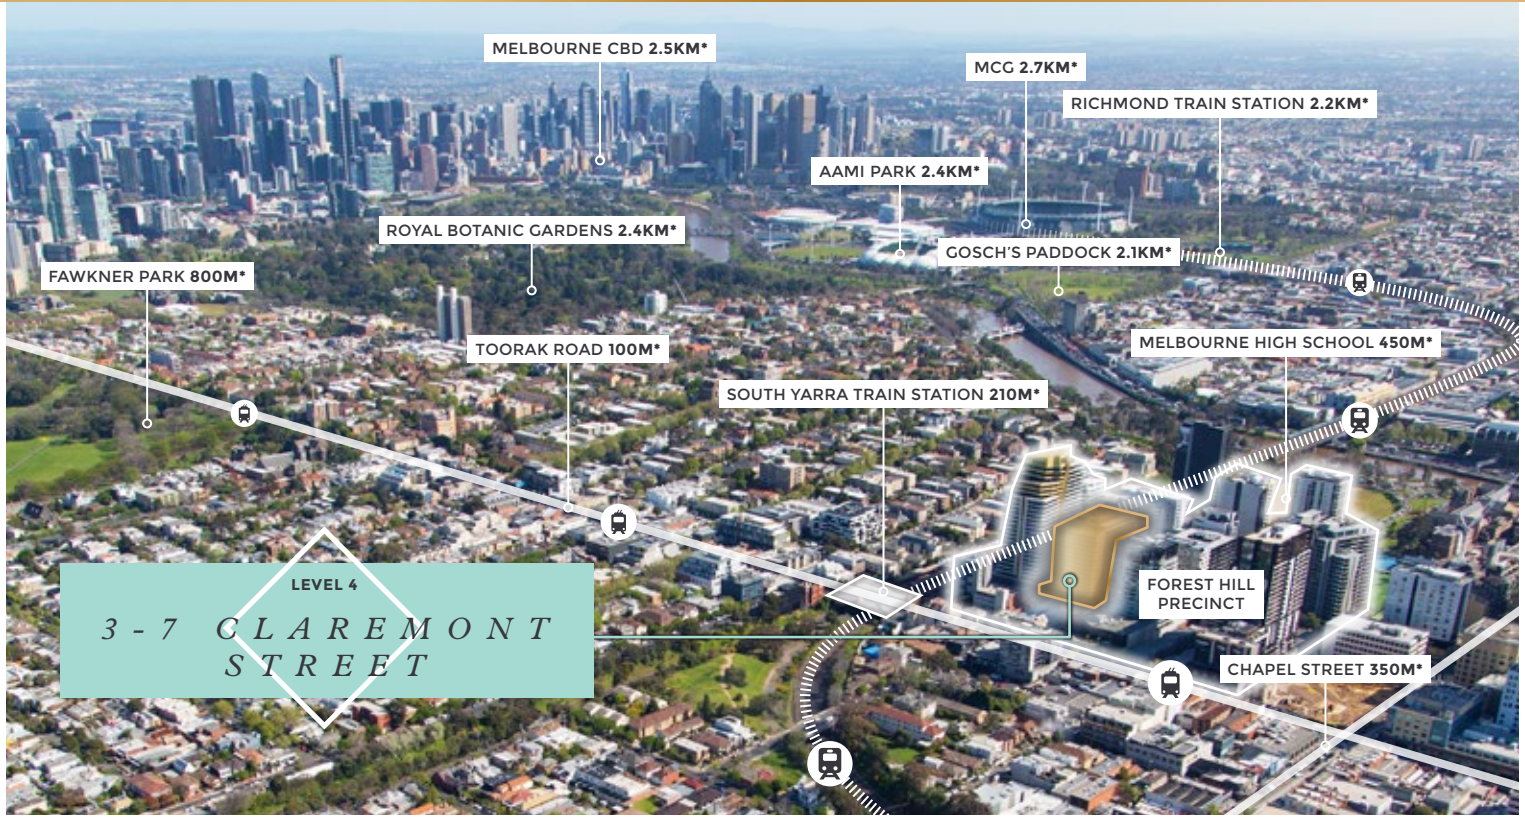 MELBOURNE CBD 2.5KM*
MCG 2.7KM*
RICHMOND TRAIN STATION 2.2KM*
AAMI PARK 2.4KM*
ROYAL BOTANIC GARDENS 2.4KM*
GOSCH'S PADDOCK 2.1KM*
FAWKNER PARK 800M*
TOORAK ROAD 100M*
MELBOURNE HIGH SCHOOL 450M*
SOUTH YARRA TRAIN STATION 210M*
LEVEL 4
3-7 CLAREMONT
STREET
FOREST HILL
PRECINCT
CHAPEL STREET 350M*